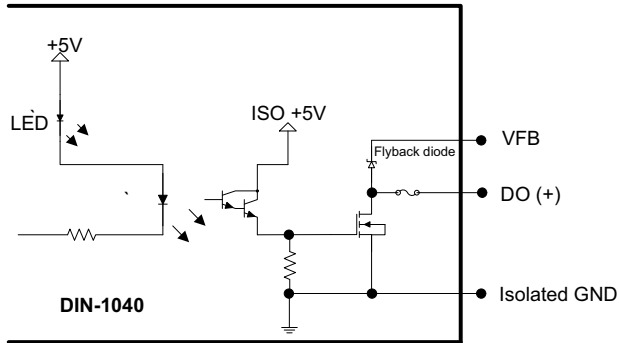 +5V
LED
ISO +5V
Flyback diode
VFB
DO (+)
Isolated GND
DIN-1040